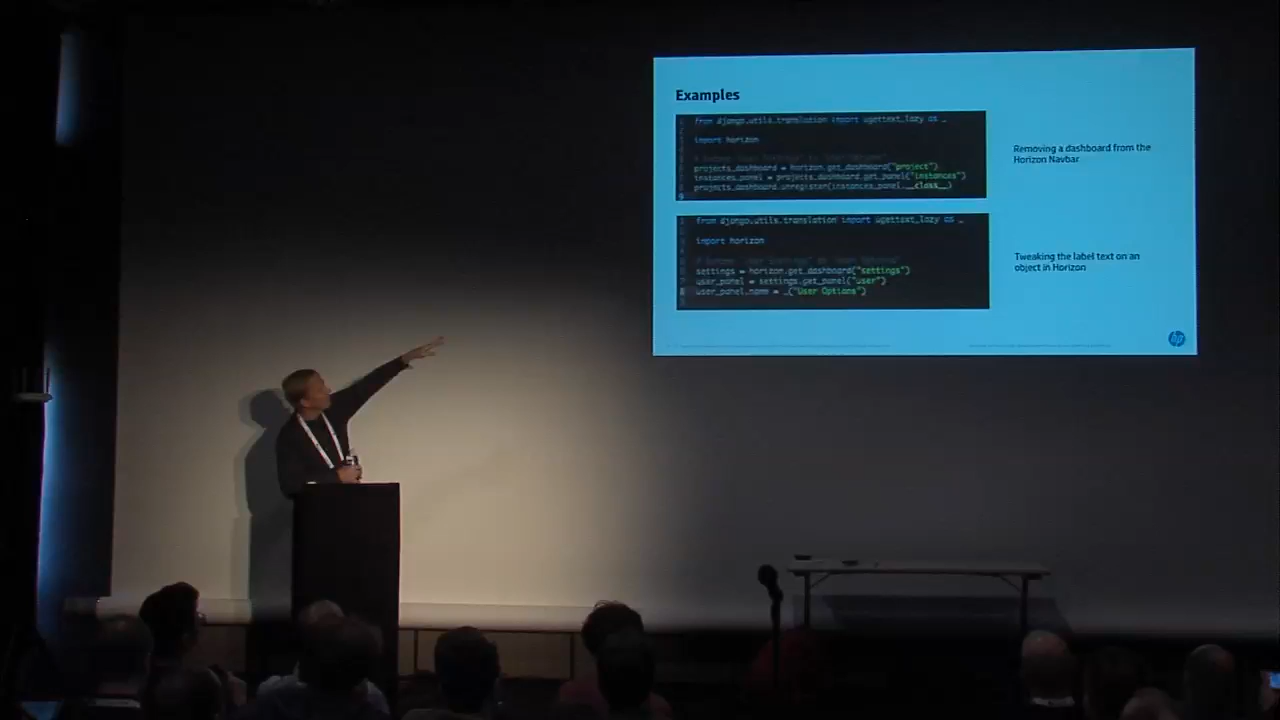 Examples
from django.utils.translation import ugettext_lazy as _
import horizon
projects_dashboard = horizon.get_dashboard("project")
instances_panel = projects_dashboard.get_panel("instances")
projects_dashboard.unregister(instances_panel.__class__)
Removing a dashboard from the
Horizon Navbar
from django.utils.translation import ugettext_lazy as _
import horizon
settings = horizon.get_dashboard("settings")
user_panel = settings.get_panel("user")
user_panel.name = _("User Options")
Tweaking the label text on an
object in Horizon
hp